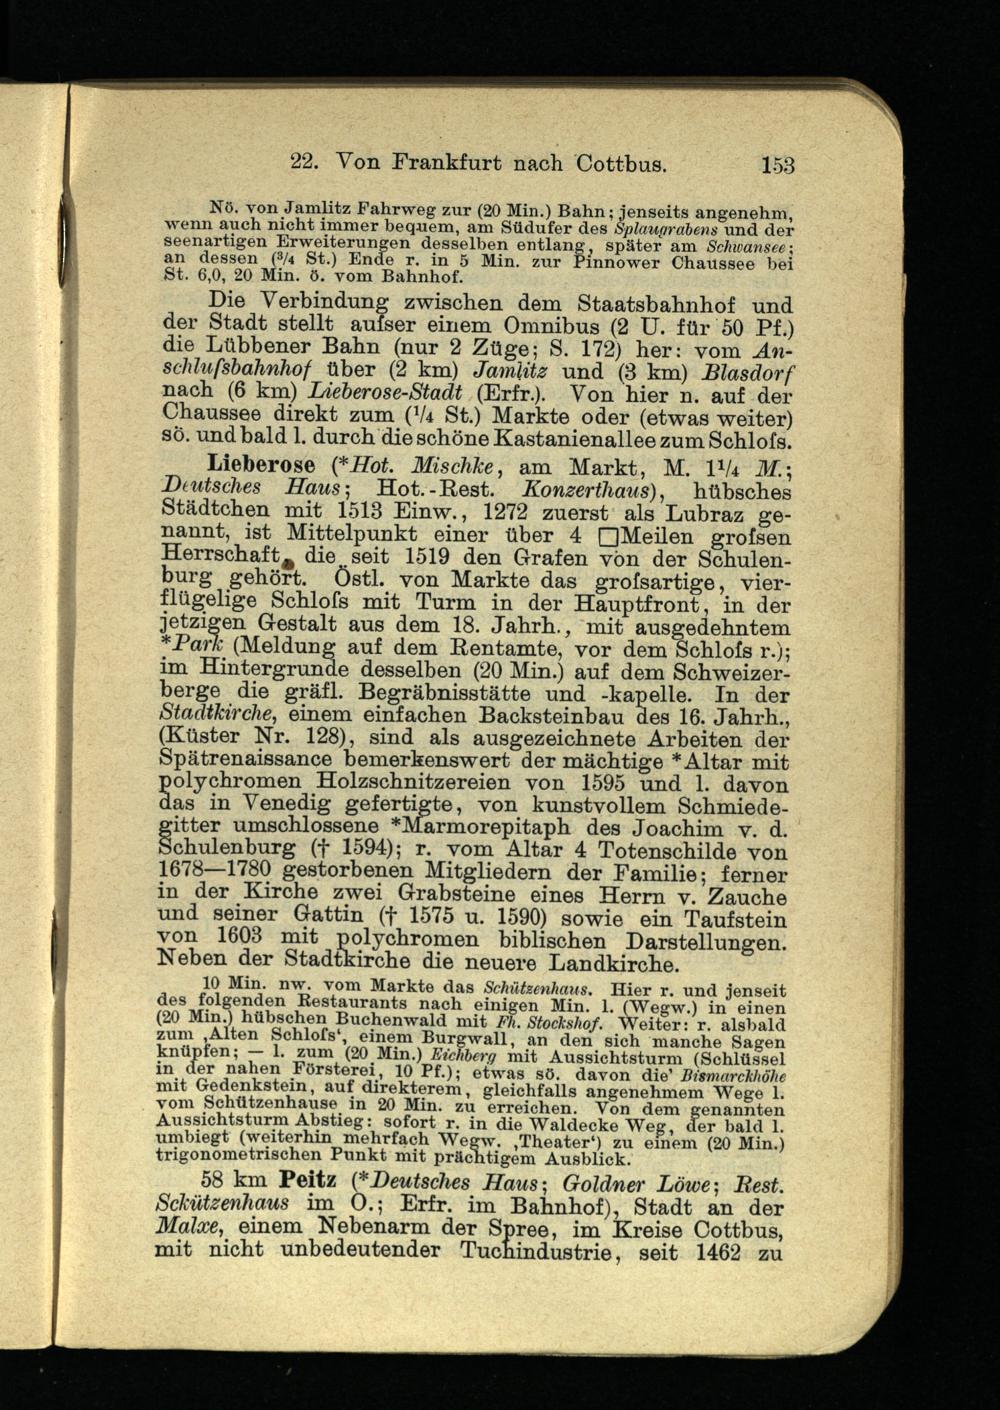 22. Von Frankfurt nach Cottbus. 153
Nö. von Jamlitz Fahrweg zur (20 Min.) Bahn; jenseits angenehm,
wenn auch nicht immer bequem, am Südufer des Splaugrabens und der
seenartigen Erweiterungen desselben entlang, später am Schwansee;
an dessen (³/₄ St.) Ende r. in 5 Min. zur Pinnower Chaussee bei
St. 6,0, 20 Min. ö. vom Bahnhof.
Die Verbindung zwischen dem Staatsbahnhof und
der Stadt stellt auſser einem Omnibus (2 U. für 50 Pf.)
die Lübbener Bahn (nur 2 Züge; S. 172) her: vom An-
schluſsbahnhof über (2 km) Jamlitz und (3 km) Blasdorf
nach (6 km) Lieberose-Stadt (Erfr.). Von hier n. auf der
Chaussee direkt zum (¹/₄ St.) Markte oder (etwas weiter)
sö. und bald l. durch die schöne Kastanienallee zum Schloſs.
Lieberose (*Hot. Mischke, am Markt, M. 1¹/₄ M.;
Deutsches Haus; Hot.-Rest. Konzerthaus), hübsches
Städtchen mit 1513 Einw., 1272 zuerst als Lubraz ge-
nannt, ist Mittelpunkt einer über 4 □Meilen groſsen
Herrschaft, die seit 1519 den Grafen von der Schulen-
burg gehört. Östl. von Markte das groſsartige, vier-
flügelige Schloſs mit Turm in der Hauptfront, in der
jetzigen Gestalt aus dem 18. Jahrh., mit ausgedehntem
*Park (Meldung auf dem Rentamte, vor dem Schloſs r.);
im Hintergrunde desselben (20 Min.) auf dem Schweizer-
berge die gräfl. Begräbnisstätte und -kapelle. In der
Stadtkirche, einem einfachen Backsteinbau des 16. Jahrh.,
(Küster Nr. 128), sind als ausgezeichnete Arbeiten der
Spätrenaissance bemerkenswert der mächtige *Altar mit
polychromen Holzschnitzereien von 1595 und l. davon
das in Venedig gefertigte, von kunstvollem Schmiede-
gitter umschlossene *Marmorepitaph des Joachim v. d.
Schulenburg († 1594); r. vom Altar 4 Totenschilde von
1678—1780 gestorbenen Mitgliedern der Familie; ferner
in der Kirche zwei Grabsteine eines Herrn v. Zauche
und seiner Gattin († 1575 u. 1590) sowie ein Taufstein
von 1603 mit polychromen biblischen Darstellungen.
Neben der Stadtkirche die neuere Landkirche.
10 Min. nw. vom Markte das Schützenhaus. Hier r. und jenseit
des folgenden Restaurants nach einigen Min. l. (Wegw.) in einen
(20 Min.) hübschen Buchenwald mit Fh. Stockshof. Weiter: r. alsbald
zum ‚Alten Schloſs‘, einem Burgwall, an den sich manche Sagen
knüpfen; — l. zum (20 Min.) Eichberg mit Aussichtsturm (Schlüssel
in der nahen Försterei, 10 Pf.); etwas sö. davon die Bismarckhöhe
mit Gedenkstein, auf direkterem, gleichfalls angenehmem Wege l.
vom Schützenhause in 20 Min. zu erreichen. Von dem genannten
Aussichtsturm Abstieg: sofort r. in die Waldecke Weg, der bald l.
umbiegt (weiterhin mehrfach Wegw. ‚Theater‘) zu einem (20 Min.)
trigonometrischen Punkt mit prächtigem Ausblick.
58 km Peitz (*Deutsches Haus; Goldner Löwe; Rest.
Sckützenhaus im O.; Erfr. im Bahnhof), Stadt an der
Malxe, einem Nebenarm der Spree, im Kreise Cottbus,
mit nicht unbedeutender Tuchindustrie, seit 1462 zu